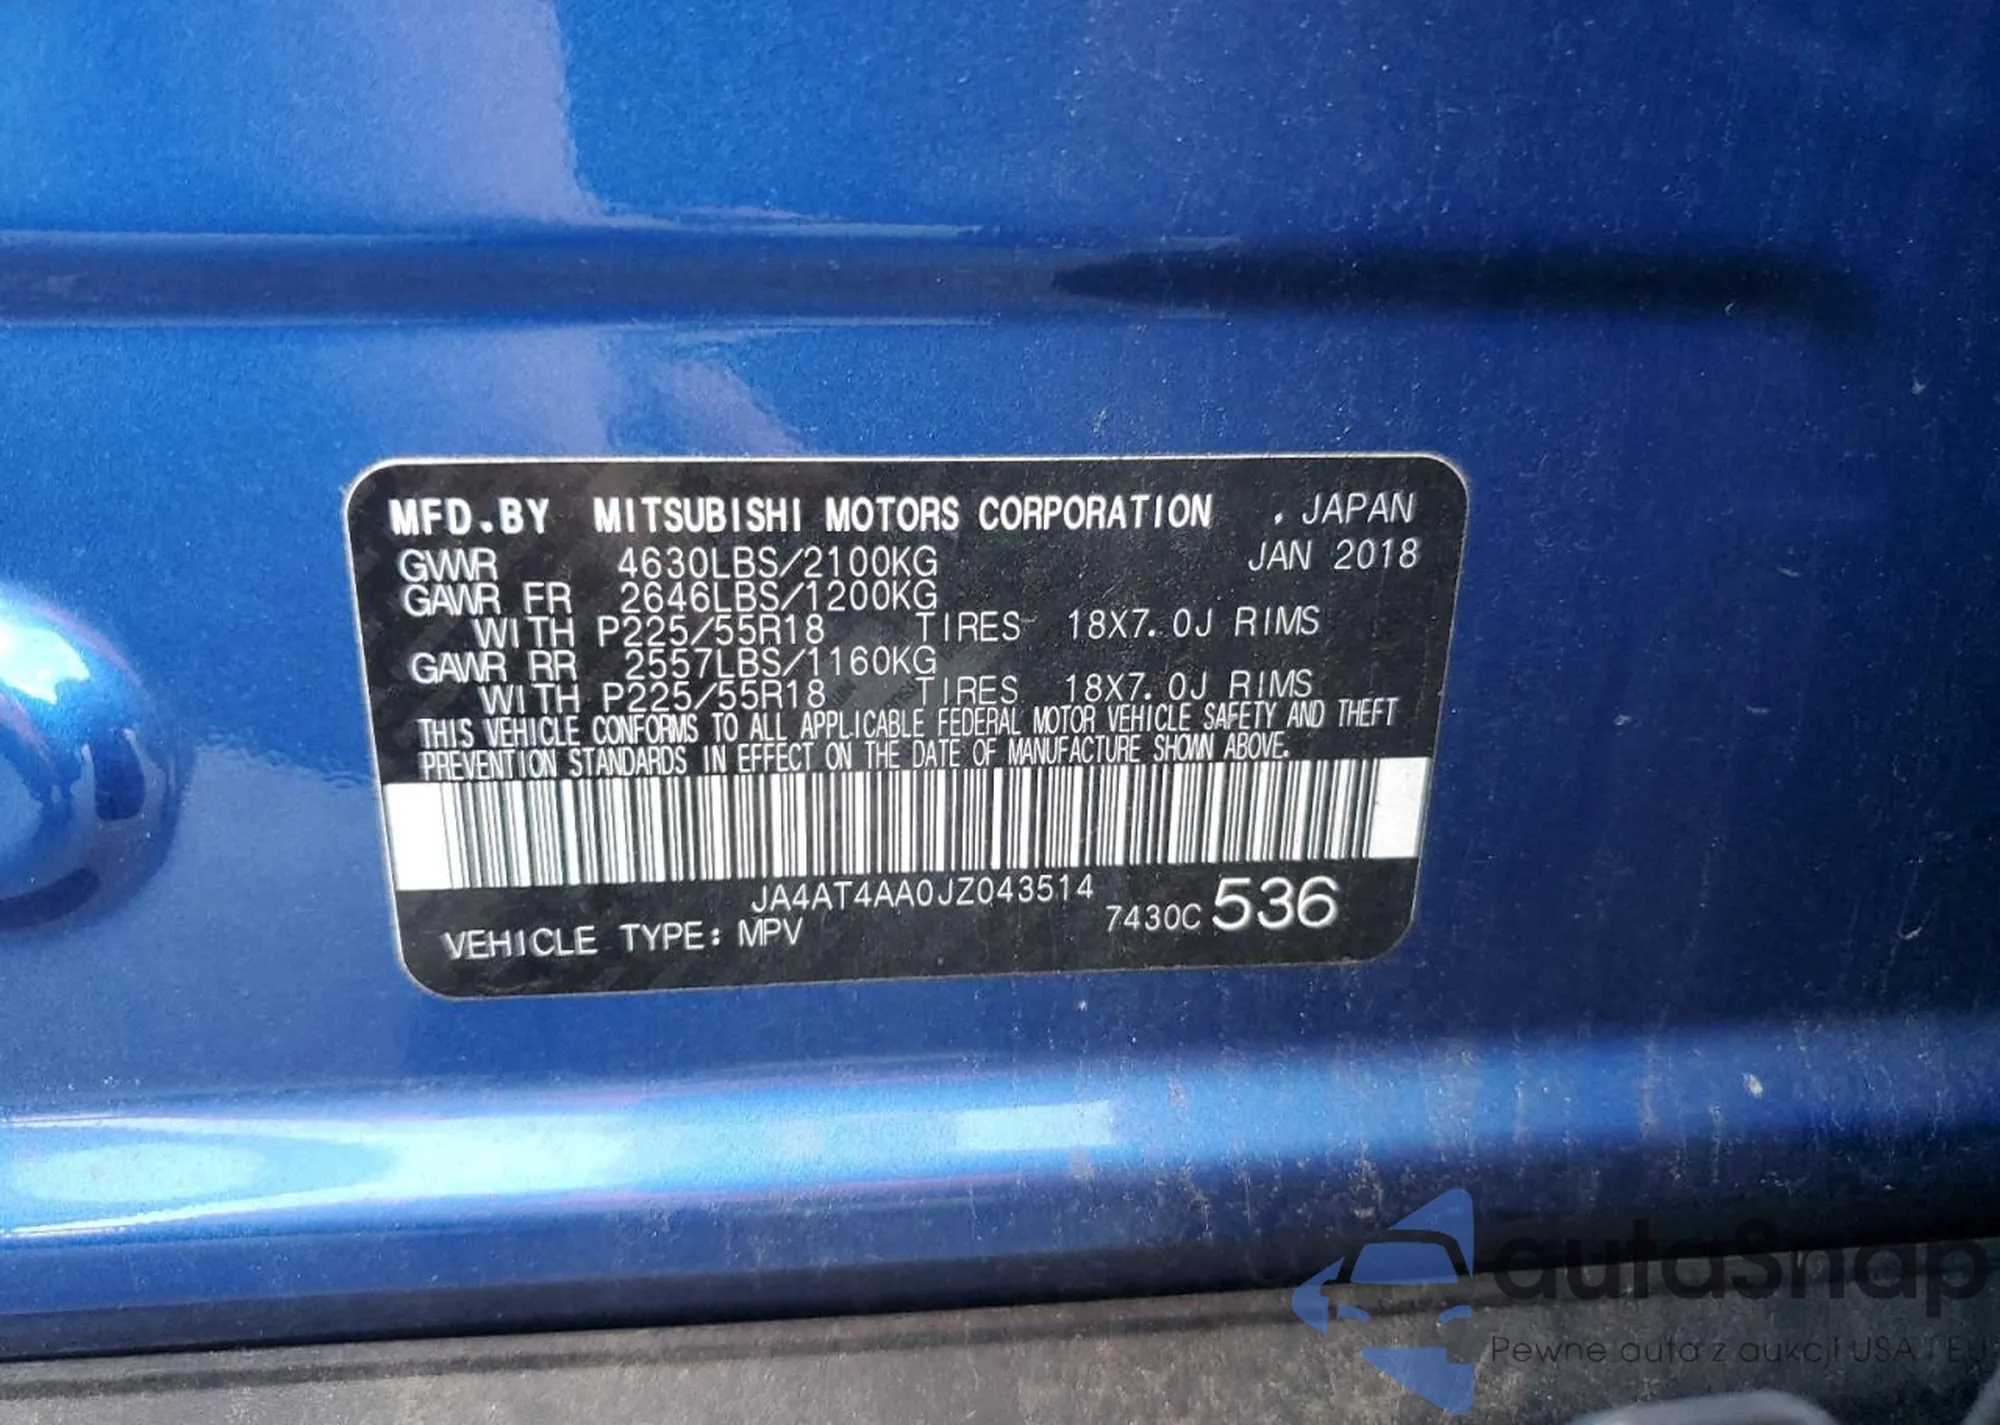 MFD.BY MITSUBISHI MOTORS CORPORATION , JAPAN
GVWR 4630LBS/2100KG JAN 2018
GAWR FR 2646LBS/1200KG
WITH P225/55R18 TIRES 18X7.0J RIMS
GAWR RR 2557LBS/1160KG
WITH P225/55R18 TIRES 18X7.0J RIMS
THIS VEHICLE CONFORMS TO ALL APPLICABLE FEDERAL MOTOR VEHICLE SAFETY AND THEFT
PREVENTION STANDARDS IN EFFECT ON THE DATE OF MANUFACTURE SHOWN ABOVE.
JA4AT4AA0JZ043514
VEHICLE TYPE: MPV 7430C 536
autaSnap
Pewne auta z aukcji USA i EU